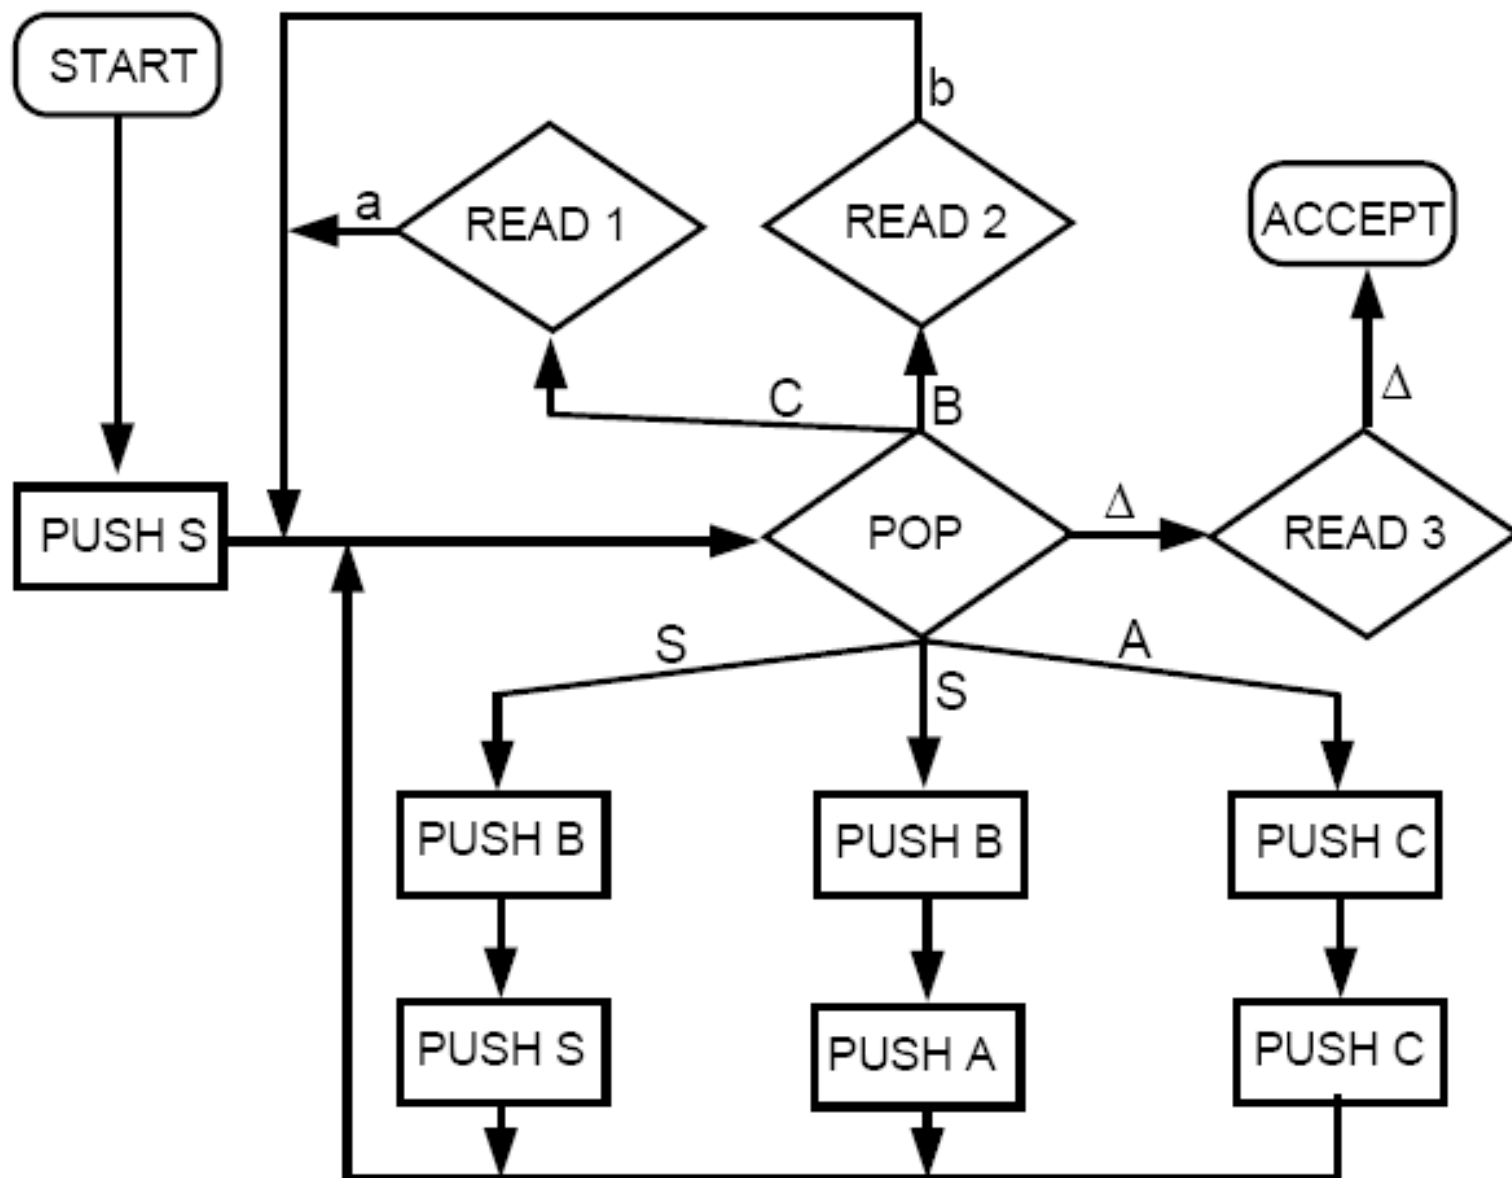 START
b
a
READ 1
READ 2
ACCEPT
C
B
Δ
PUSH S
POP
Δ
READ 3
S
S
A
PUSH B
PUSH B
PUSH C
PUSH S
PUSH A
PUSH C